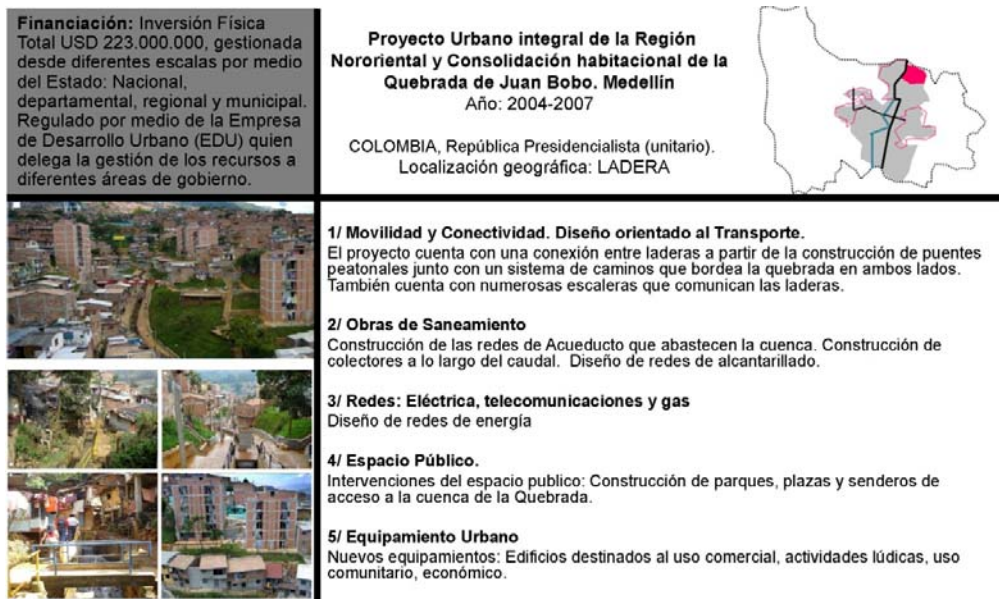 Financiación: Inversión Física
Total USD 223.000.000, gestionada
desde diferentes escalas por medio
del Estado: Nacional,
departamental, regional y municipal.
Regulado por medio de la Empresa
de Desarrollo Urbano (EDU) quien
delega la gestión de los recursos a
diferentes áreas de gobierno.
Proyecto Urbano integral de la Región
Nororiental y Consolidación habitacional de la
Quebrada de Juan Bobo. Medellín
Año: 2004-2007
COLOMBIA, República Presidencialista (unitario).
Localización geográfica: LADERA
1/ Movilidad y Conectividad. Diseño orientado al Transporte.
El proyecto cuenta con una conexión entre laderas a partir de la construcción de puentes
peatonales junto con un sistema de caminos que bordea la quebrada en ambos lados.
También cuenta con numerosas escaleras que comunican las laderas.
2/ Obras de Saneamiento
Construcción de las redes de Acueducto que abastecen la cuenca. Construcción de
colectores a lo largo del caudal. Diseño de redes de alcantarillado.
3/ Redes: Eléctrica, telecomunicaciones y gas
Diseño de redes de energía
4/ Espacio Público.
Intervenciones del espacio publico: Construcción de parques, plazas y senderos de
acceso a la cuenca de la Quebrada.
5/ Equipamiento Urbano
Nuevos equipamientos: Edificios destinados al uso comercial, actividades lúdicas, uso
comunitario, económico.